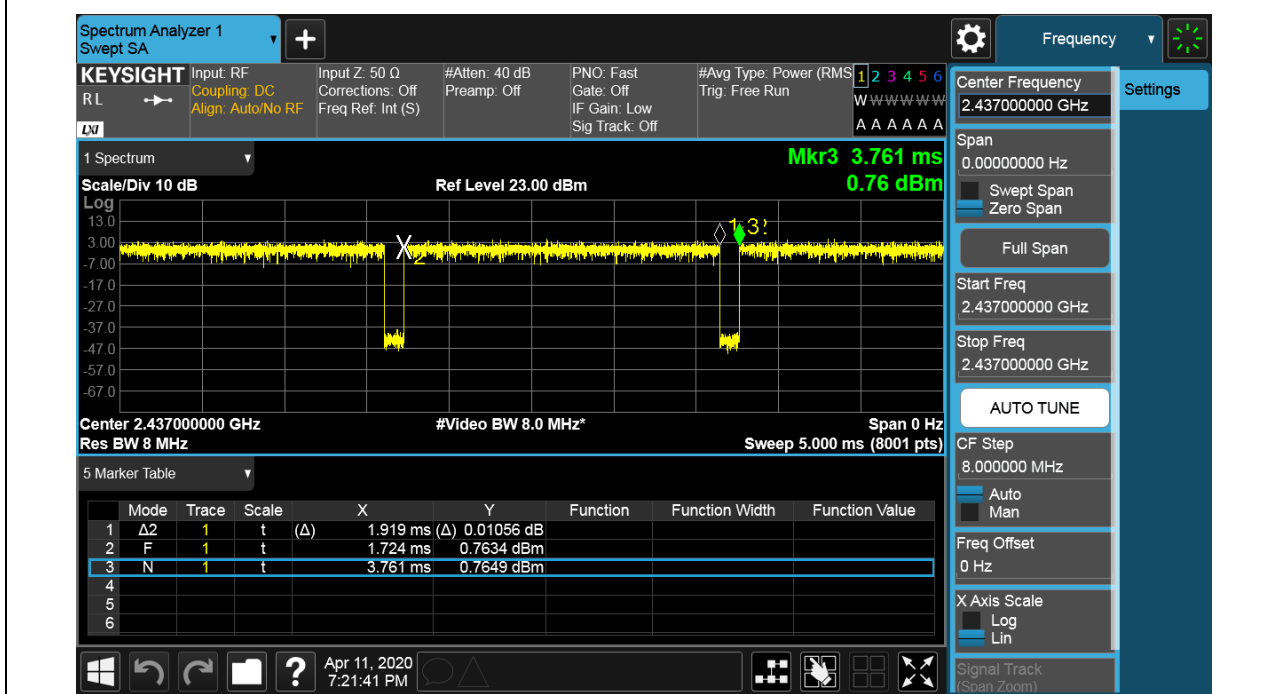 Spectrum Analyzer 1
Swept SA
Frequency
KEYSIGHT
R L
LXI
Input: RF
Coupling: DC
Align: Auto/No RF
Input Z: 50 Ω
Corrections: Off
Freq Ref: Int (S)
#Atten: 40 dB
Preamp: Off
PNO: Fast
Gate: Off
IF Gain: Low
Sig Track: Off
#Avg Type: Power (RMS
Trig: Free Run
1 2 3 4 5 6
W W W W W W
A A A A A A
1 Spectrum
Mkr3 3.761 ms
0.76 dBm
Scale/Div 10 dB
Ref Level 23.00 dBm
Log
13.0
3.00
-7.00
-17.0
-27.0
-37.0
-47.0
-57.0
-67.0
X
2
3
Center 2.437000000 GHz
#Video BW 8.0 MHz*
Span 0 Hz
Res BW 8 MHz
Sweep 5.000 ms (8001 pts)
5 Marker Table
Mode Trace Scale X Y Function Function Width Function Value
1 Δ2 1 t (Δ) 1.919 ms (Δ) 0.01056 dB
2 F 1 t 1.724 ms 0.7634 dBm
3 N 1 t 3.761 ms 0.7649 dBm
4
5
6
Apr 11, 2020
7:21:41 PM
Center Frequency
2.437000000 GHz
Settings
Span
0.00000000 Hz
Swept Span
Zero Span
Full Span
Start Freq
2.437000000 GHz
Stop Freq
2.437000000 GHz
AUTO TUNE
CF Step
8.000000 MHz
Auto
Man
Freq Offset
0 Hz
X Axis Scale
Log
Lin
Signal Track
(Span Zoom)